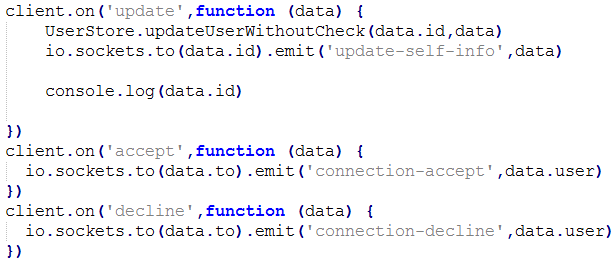 client.on('update',function (data) {
    UserStore.updateUserWithoutCheck(data.id,data)
    io.sockets.to(data.id).emit('update-self-info',data)

    console.log(data.id)

})
client.on('accept',function (data) {
  io.sockets.to(data.to).emit('connection-accept',data.user)
})
client.on('decline',function (data) {
  io.sockets.to(data.to).emit('connection-decline',data.user)
})